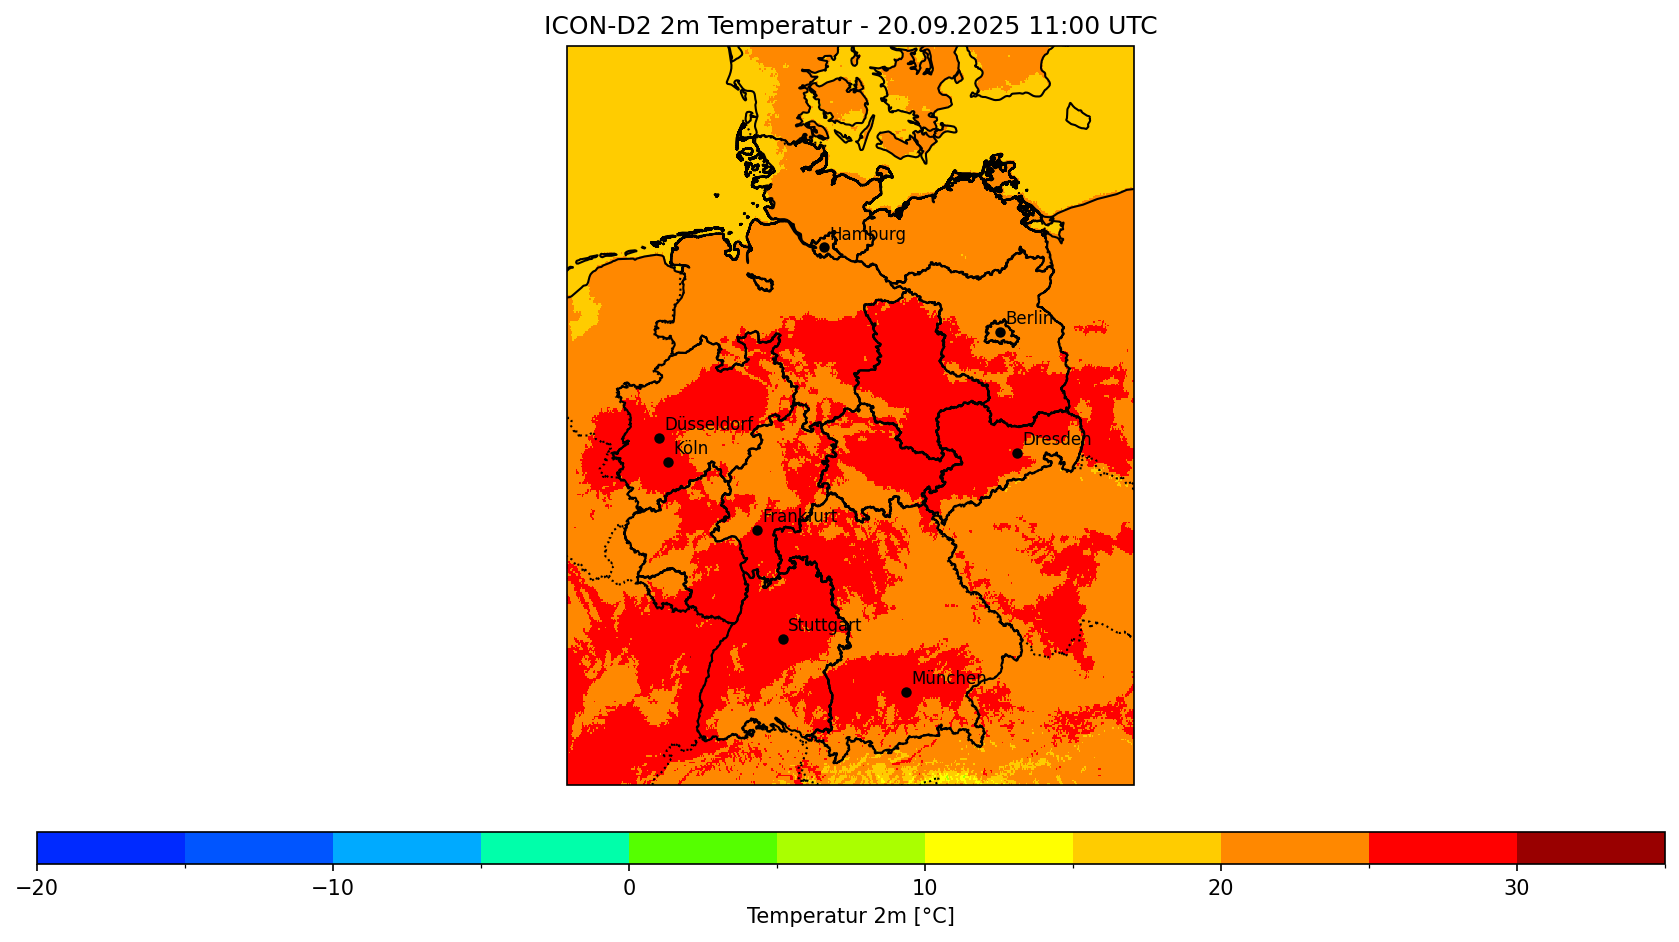 ICON-D2 2m Temperatur - 20.09.2025 11:00 UTC
Hamburg
Berlin
Düsseldorf
Köln
Dresden
Frankfurt
Stuttgart
München
−20 −10 0 10 20 30
Temperatur 2m [°C]